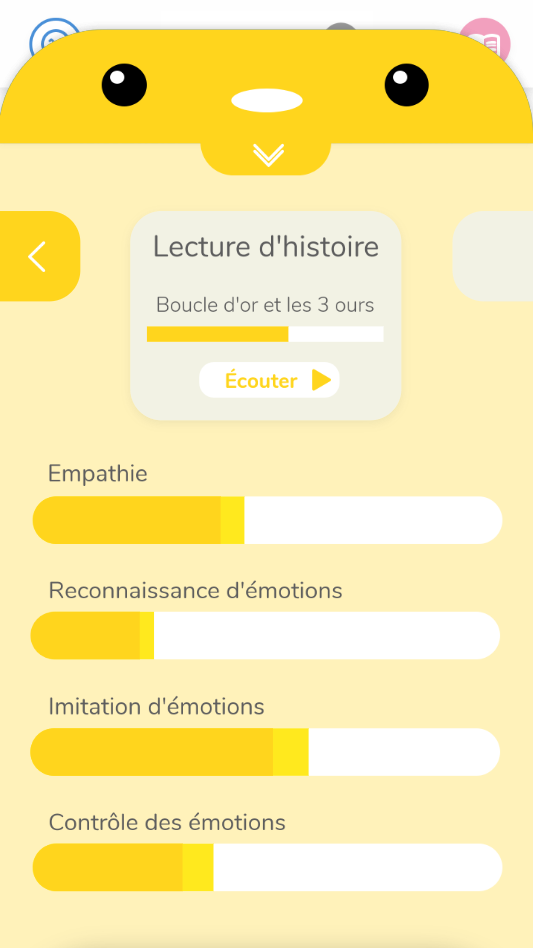 Lecture d'histoire
Boucle d'or et les 3 ours
Écouter
Empathie
Reconnaissance d'émotions
Imitation d'émotions
Contrôle des émotions